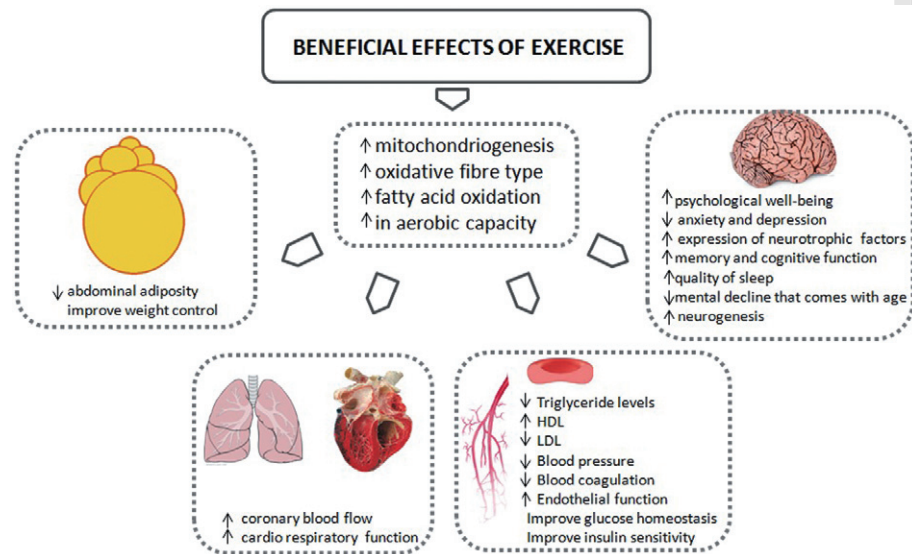 BENEFICIAL EFFECTS OF EXERCISE
↑ mitochondriogenesis
↑ oxidative fibre type
↑ fatty acid oxidation
↑ in aerobic capacity
↓ abdominal adiposity
improve weight control
↑ psychological well-being
↓ anxiety and depression
↑ expression of neurotrophic factors
↑ memory and cognitive function
↑ quality of sleep
↓ mental decline that comes with age
↑ neurogenesis
↑ coronary blood flow
↑ cardio respiratory function
↓ Triglyceride levels
↑ HDL
↓ LDL
↓ Blood pressure
↓ Blood coagulation
↑ Endothelial function
Improve glucose homeostasis
Improve insulin sensitivity